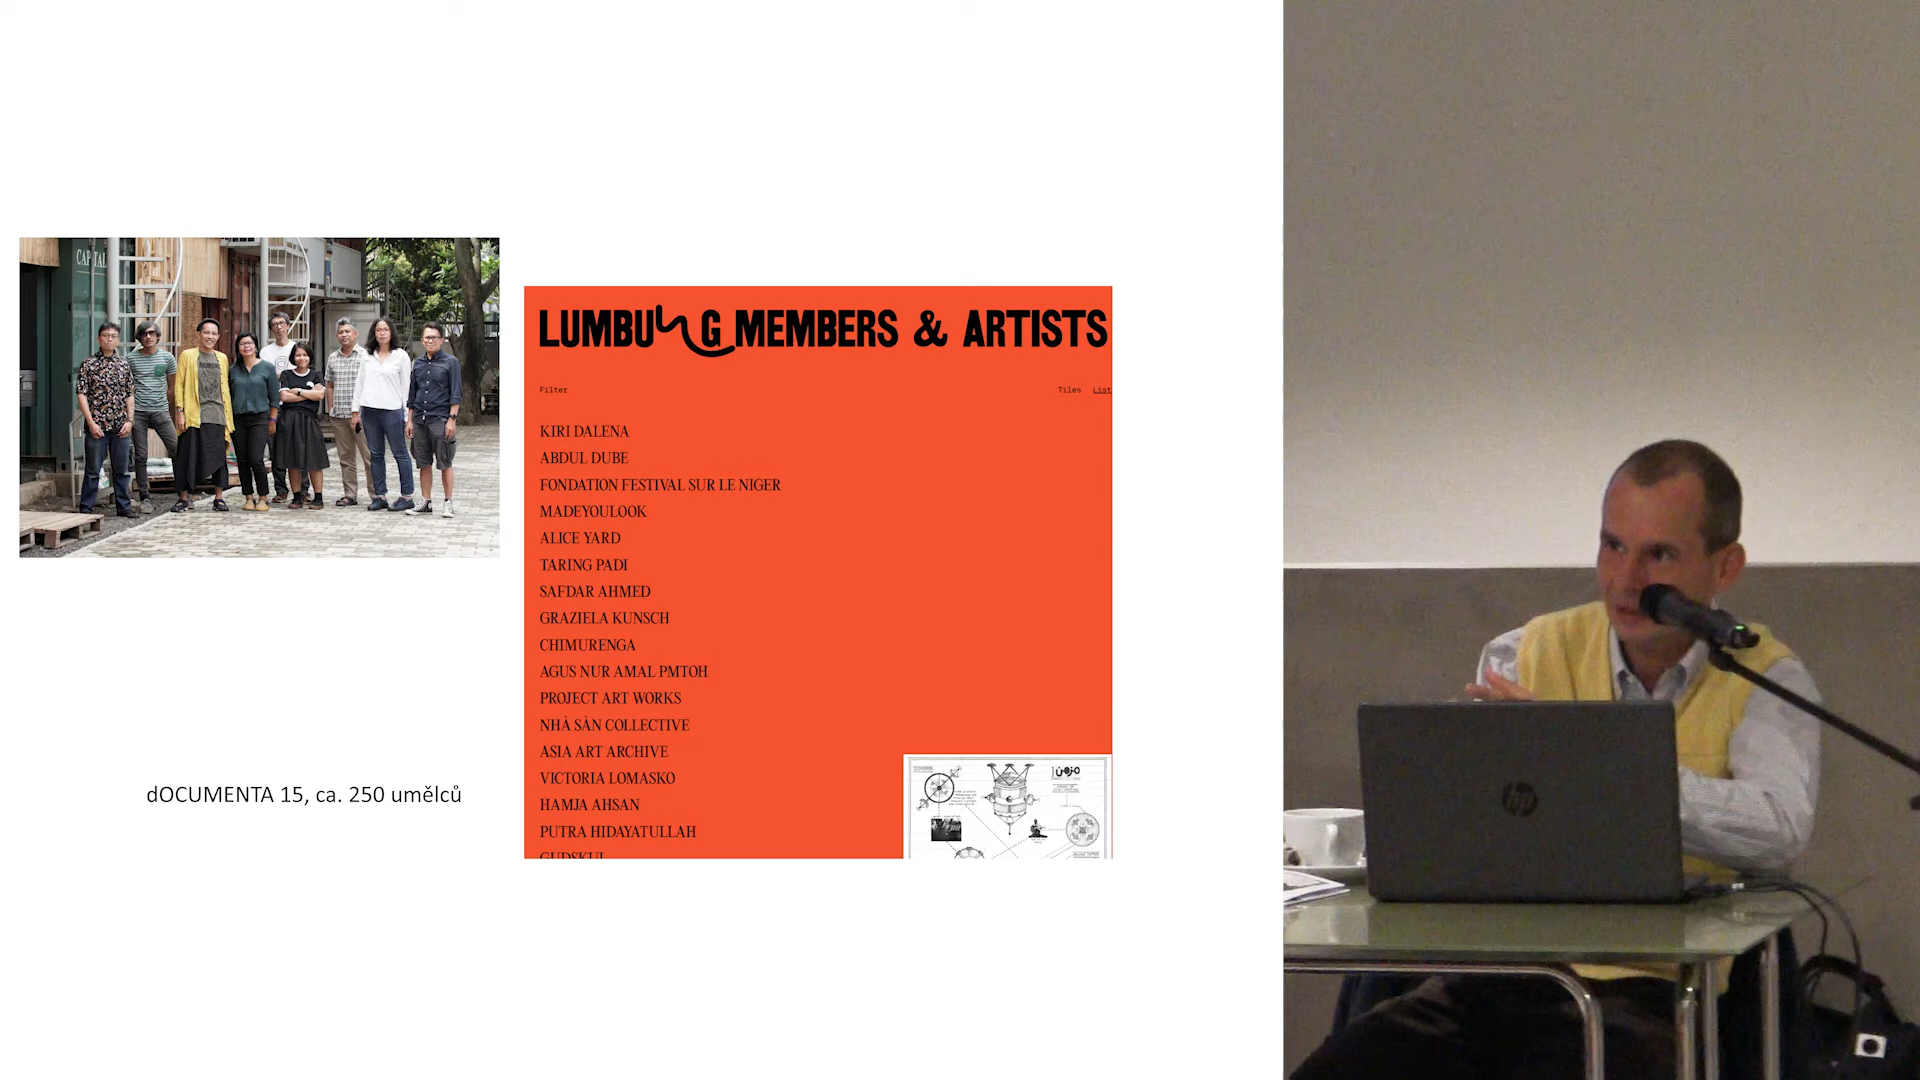 CAPITAL
LUMBUNG MEMBERS & ARTISTS
Filter
Tiles List
KIRI DALENA
ABDUL DUBE
FONDATION FESTIVAL SUR LE NIGER
MADEYOULOOK
ALICE YARD
TARING PADI
SAFDAR AHMED
GRAZIELA KUNSCH
CHIMURENGA
AGUS NUR AMAL PMTOH
PROJECT ART WORKS
NHÀ SÀN COLLECTIVE
ASIA ART ARCHIVE
VICTORIA LOMASKO
HAMJA AHSAN
PUTRA HIDAYATULLAH
GUDSKUL
dOCUMENTA 15, ca. 250 umělců
hp